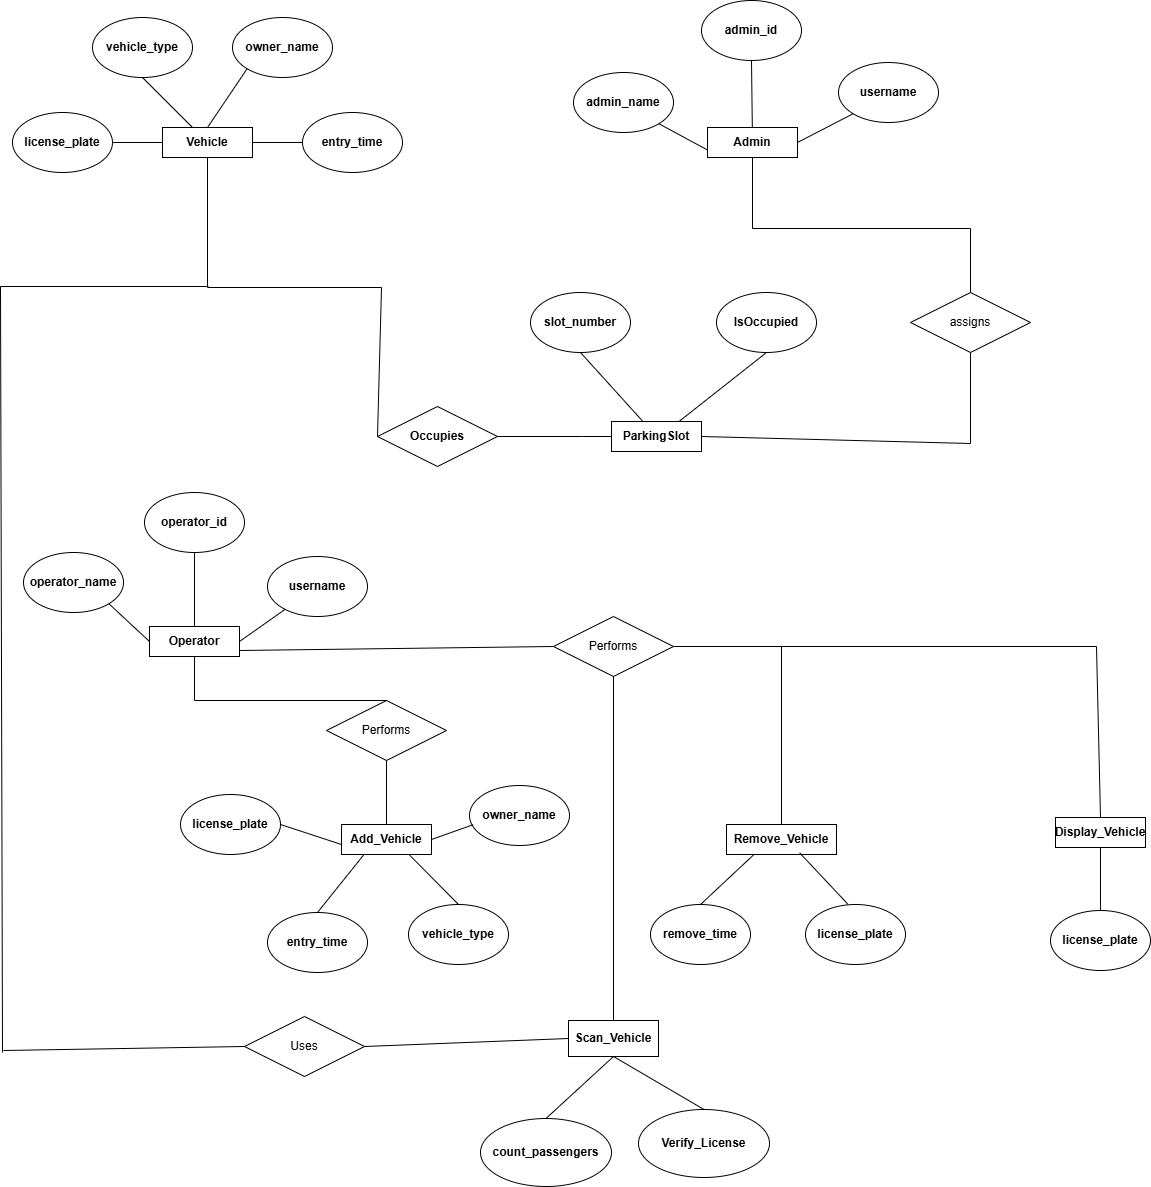 admin_id
vehicle_type
owner_name
admin_name
username
license_plate
Vehicle
entry_time
Admin
slot_number
IsOccupied
assigns
Occupies
ParkingSlot
operator_id
operator_name
username
Operator
Performs
Performs
license_plate
owner_name
Add_Vehicle
Remove_Vehicle
Display_Vehicle
entry_time
vehicle_type
remove_time
license_plate
license_plate
Uses
Scan_Vehicle
count_passengers
Verify_License